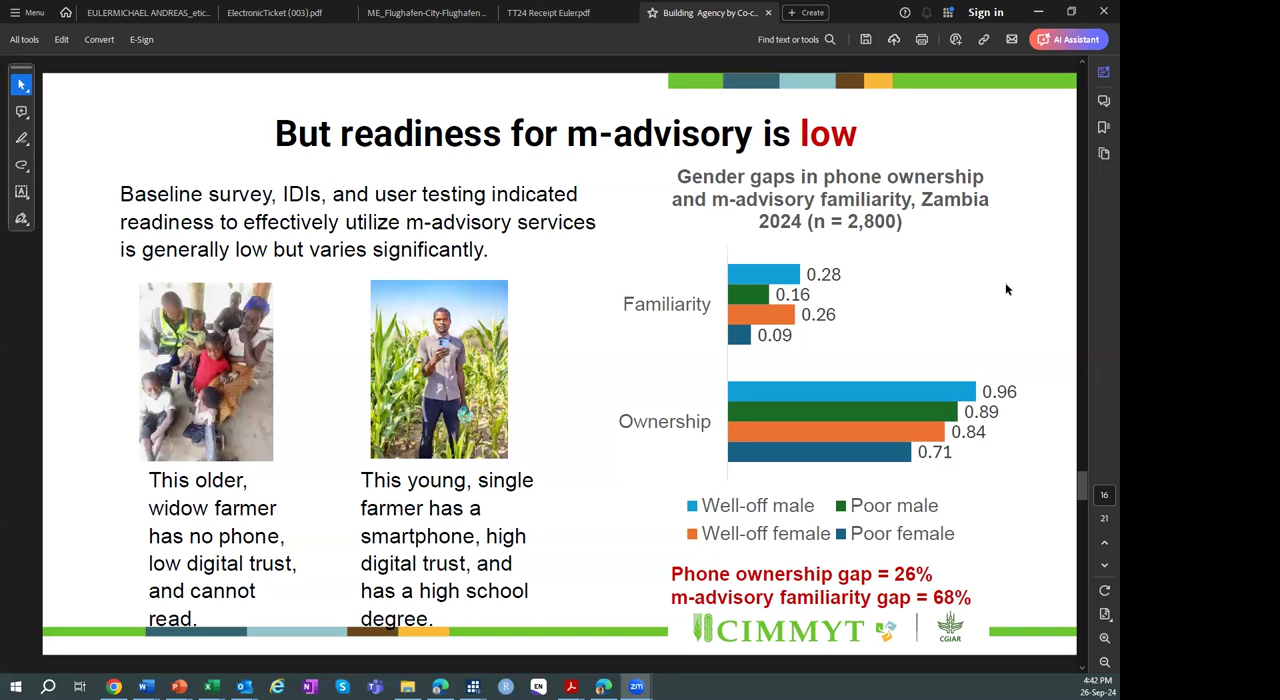 Menu
EULERMICHAEL ANDREAS_etic...
ElectronicTicket (003).pdf
ME_Flughafen-City-Flughafen ...
TT24 Receipt Euler.pdf
Building Agency by Co-c...
Create
Sign in
All tools Edit Convert E-Sign
Find text or tools
AI Assistant
But readiness for m-advisory is low
Baseline survey, IDIs, and user testing indicated
readiness to effectively utilize m-advisory services
is generally low but varies significantly.
This older,
widow farmer
has no phone,
low digital trust,
and cannot
read.
This young, single
farmer has a
smartphone, high
digital trust, and
has a high school
degree.
Gender gaps in phone ownership
and m-advisory familiarity, Zambia
2024 (n = 2,800)
Familiarity
0.28
0.16
0.26
0.09
Ownership
0.96
0.89
0.84
0.71
Well-off male Poor male
Well-off female Poor female
Phone ownership gap = 26%
m-advisory familiarity gap = 68%
CIMMYT
CGIAR
16
21
EN
zm
4:42 PM
26-Sep-24